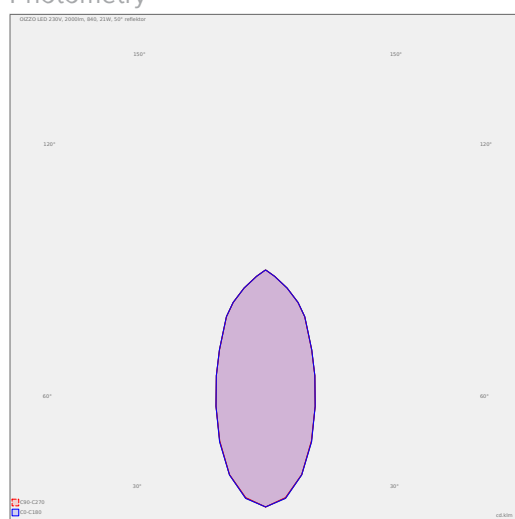 Photometry
OIZZO LED 230V, 2000lm, 840, 21W, 50° reflektor
150° 150°
120° 120°
60° 60°
30° 30°
C90-C270
C0-C180
cd/klm